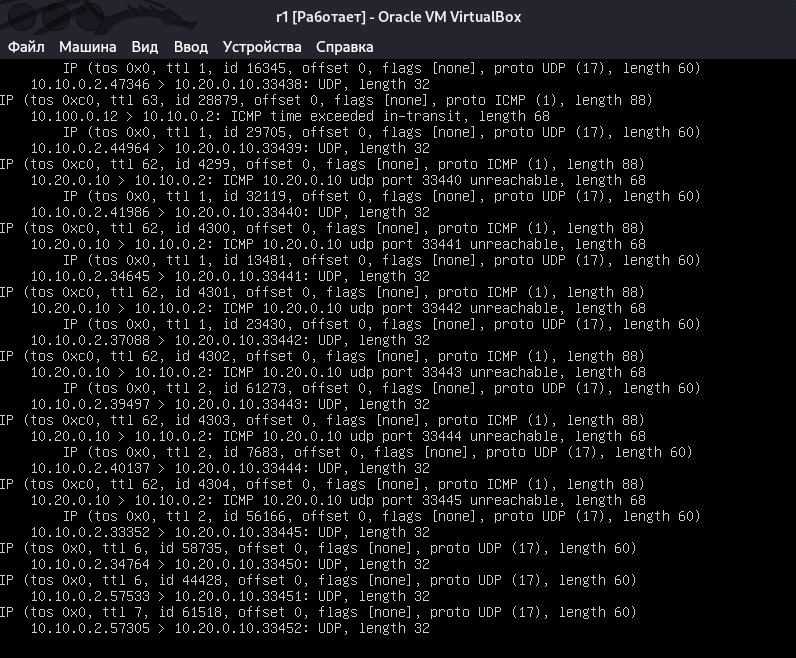 r1 [Работает] - Oracle VM VirtualBox
Файл Машина Вид Ввод Устройства Справка
IP (tos 0x0, ttl 1, id 16345, offset 0, flags [none], proto UDP (17), length 60)
10.10.0.2.47346 > 10.20.0.10.33438: UDP, length 32
IP (tos 0xc0, ttl 63, id 28879, offset 0, flags [none], proto ICMP (1), length 88)
10.100.0.12 > 10.10.0.2: ICMP time exceeded in-transit, length 68
IP (tos 0x0, ttl 1, id 29705, offset 0, flags [none], proto UDP (17), length 60)
10.10.0.2.44964 > 10.20.0.10.33439: UDP, length 32
IP (tos 0xc0, ttl 62, id 4299, offset 0, flags [none], proto ICMP (1), length 88)
10.20.0.10 > 10.10.0.2: ICMP 10.20.0.10 udp port 33440 unreachable, length 68
IP (tos 0x0, ttl 1, id 32119, offset 0, flags [none], proto UDP (17), length 60)
10.10.0.2.41986 > 10.20.0.10.33440: UDP, length 32
IP (tos 0xc0, ttl 62, id 4300, offset 0, flags [none], proto ICMP (1), length 88)
10.20.0.10 > 10.10.0.2: ICMP 10.20.0.10 udp port 33441 unreachable, length 68
IP (tos 0x0, ttl 1, id 13481, offset 0, flags [none], proto UDP (17), length 60)
10.10.0.2.34645 > 10.20.0.10.33441: UDP, length 32
IP (tos 0xc0, ttl 62, id 4301, offset 0, flags [none], proto ICMP (1), length 88)
10.20.0.10 > 10.10.0.2: ICMP 10.20.0.10 udp port 33442 unreachable, length 68
IP (tos 0x0, ttl 1, id 23430, offset 0, flags [none], proto UDP (17), length 60)
10.10.0.2.37088 > 10.20.0.10.33442: UDP, length 32
IP (tos 0xc0, ttl 62, id 4302, offset 0, flags [none], proto ICMP (1), length 88)
10.20.0.10 > 10.10.0.2: ICMP 10.20.0.10 udp port 33443 unreachable, length 68
IP (tos 0x0, ttl 2, id 61273, offset 0, flags [none], proto UDP (17), length 60)
10.10.0.2.39497 > 10.20.0.10.33443: UDP, length 32
IP (tos 0xc0, ttl 62, id 4303, offset 0, flags [none], proto ICMP (1), length 88)
10.20.0.10 > 10.10.0.2: ICMP 10.20.0.10 udp port 33444 unreachable, length 68
IP (tos 0x0, ttl 2, id 7683, offset 0, flags [none], proto UDP (17), length 60)
10.10.0.2.40137 > 10.20.0.10.33444: UDP, length 32
IP (tos 0xc0, ttl 62, id 4304, offset 0, flags [none], proto ICMP (1), length 88)
10.20.0.10 > 10.10.0.2: ICMP 10.20.0.10 udp port 33445 unreachable, length 68
IP (tos 0x0, ttl 2, id 56166, offset 0, flags [none], proto UDP (17), length 60)
10.10.0.2.33352 > 10.20.0.10.33445: UDP, length 32
IP (tos 0x0, ttl 6, id 58735, offset 0, flags [none], proto UDP (17), length 60)
10.10.0.2.34764 > 10.20.0.10.33450: UDP, length 32
IP (tos 0x0, ttl 6, id 44428, offset 0, flags [none], proto UDP (17), length 60)
10.10.0.2.57533 > 10.20.0.10.33451: UDP, length 32
IP (tos 0x0, ttl 7, id 61518, offset 0, flags [none], proto UDP (17), length 60)
10.10.0.2.57305 > 10.20.0.10.33452: UDP, length 32